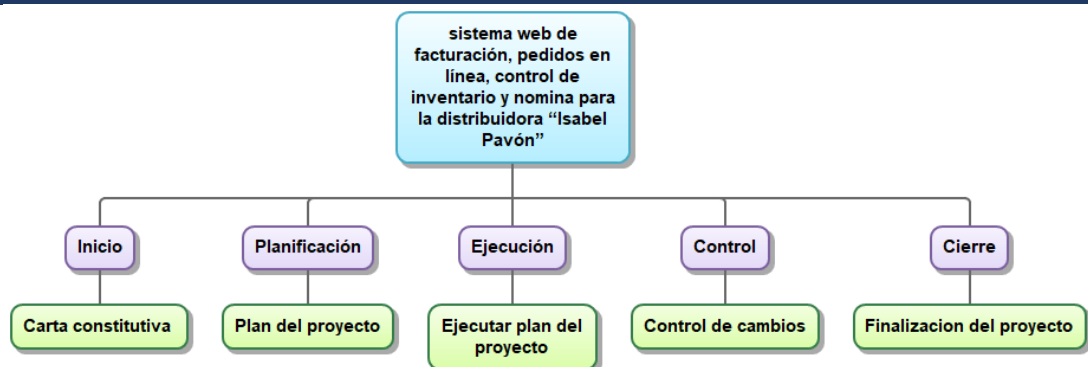 sistema web de
facturación, pedidos en
línea, control de
inventario y nomina para
la distribuidora “Isabel
Pavón”
Inicio
Planificación
Ejecución
Control
Cierre
Carta constitutiva
Plan del proyecto
Ejecutar plan del
proyecto
Control de cambios
Finalizacion del proyecto